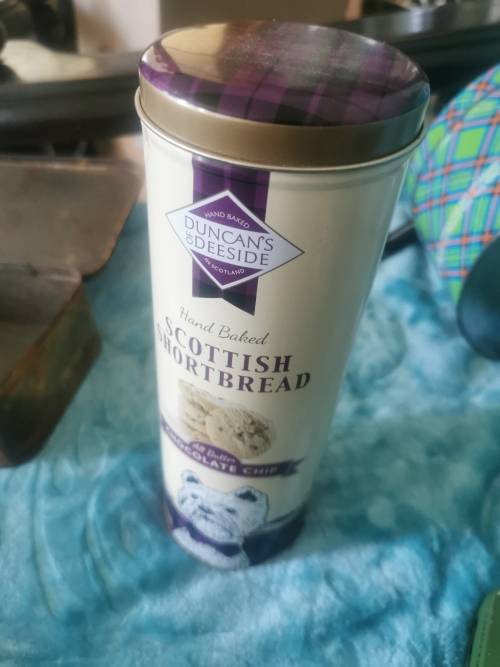 HAND BAKED
DUNCAN'S
OF DEESIDE
IN SCOTLAND
Hand Baked
SCOTTISH
SHORTBREAD
All Butter
CHOCOLATE CHIP